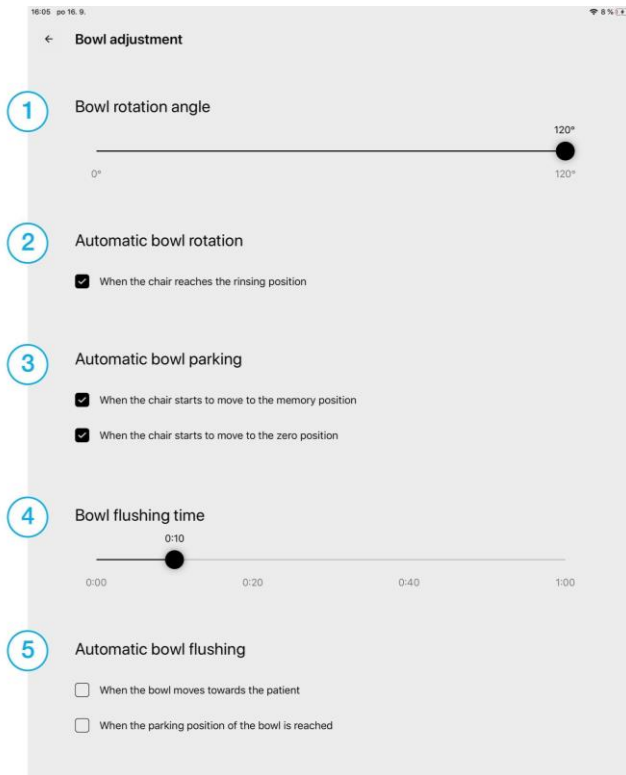 16:05 po 16. 9.
8 %
← Bowl adjustment
1
Bowl rotation angle
120°
0°
120°
2
Automatic bowl rotation
When the chair reaches the rinsing position
3
Automatic bowl parking
When the chair starts to move to the memory position
When the chair starts to move to the zero position
4
Bowl flushing time
0:10
0:00 0:20 0:40 1:00
5
Automatic bowl flushing
When the bowl moves towards the patient
When the parking position of the bowl is reached